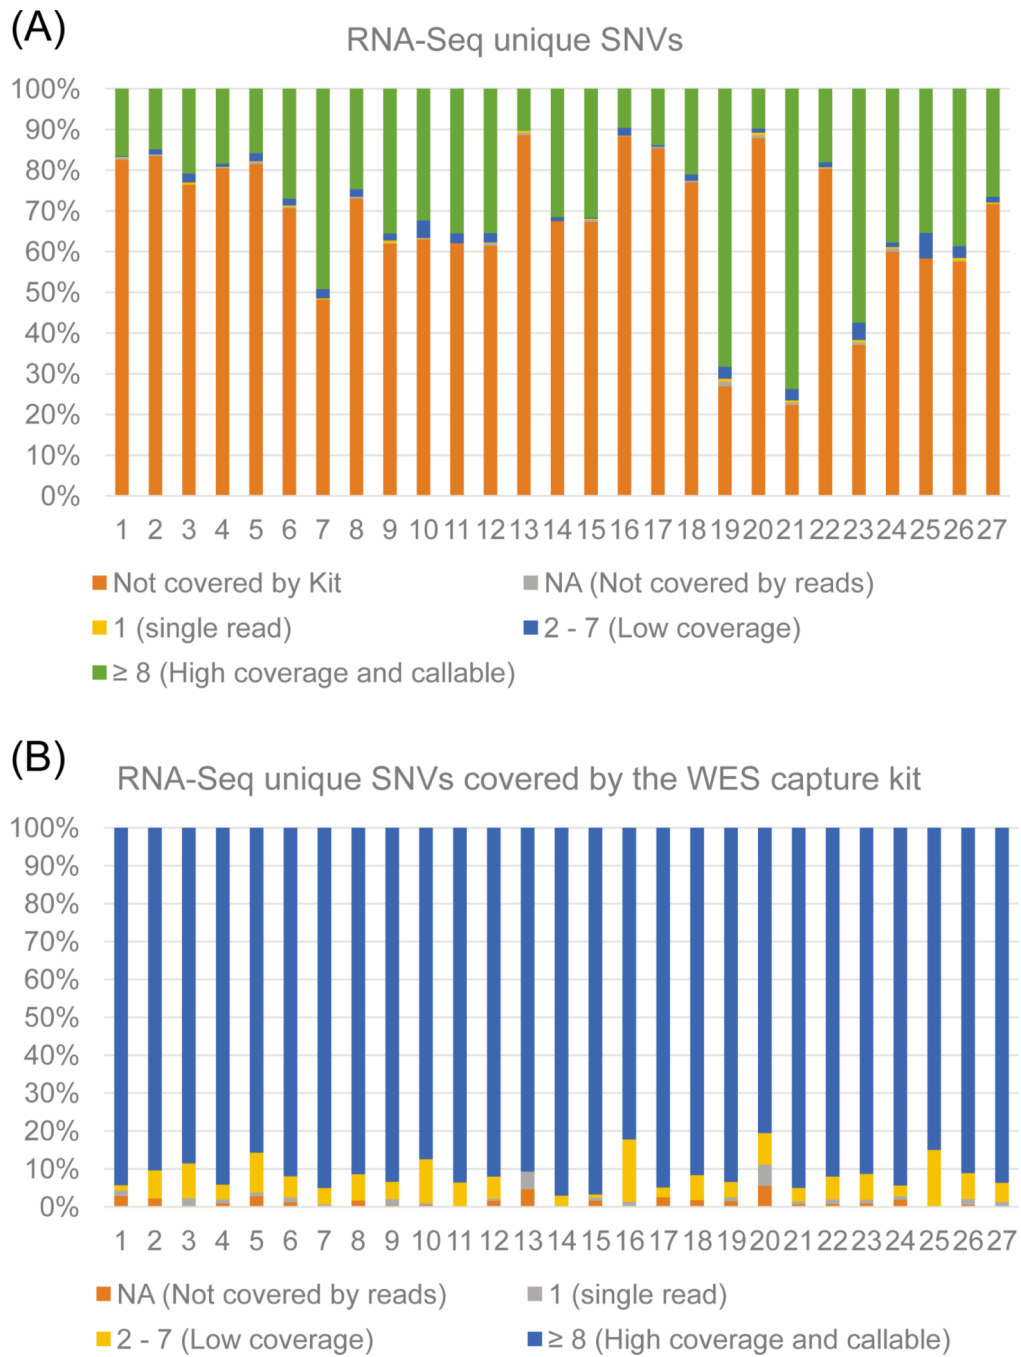 (A)
RNA-Seq unique SNVs
100%
90%
80%
70%
60%
50%
40%
30%
20%
10%
0%
1 2 3 4 5 6 7 8 9 10 11 12 13 14 15 16 17 18 19 20 21 22 23 24 25 26 27
Not covered by Kit NA (Not covered by reads)
1 (single read) 2 - 7 (Low coverage)
≥ 8 (High coverage and callable)
(B)
RNA-Seq unique SNVs covered by the WES capture kit
100%
90%
80%
70%
60%
50%
40%
30%
20%
10%
0%
1 2 3 4 5 6 7 8 9 10 11 12 13 14 15 16 17 18 19 20 21 22 23 24 25 26 27
NA (Not covered by reads) 1 (single read)
2 - 7 (Low coverage) ≥ 8 (High coverage and callable)